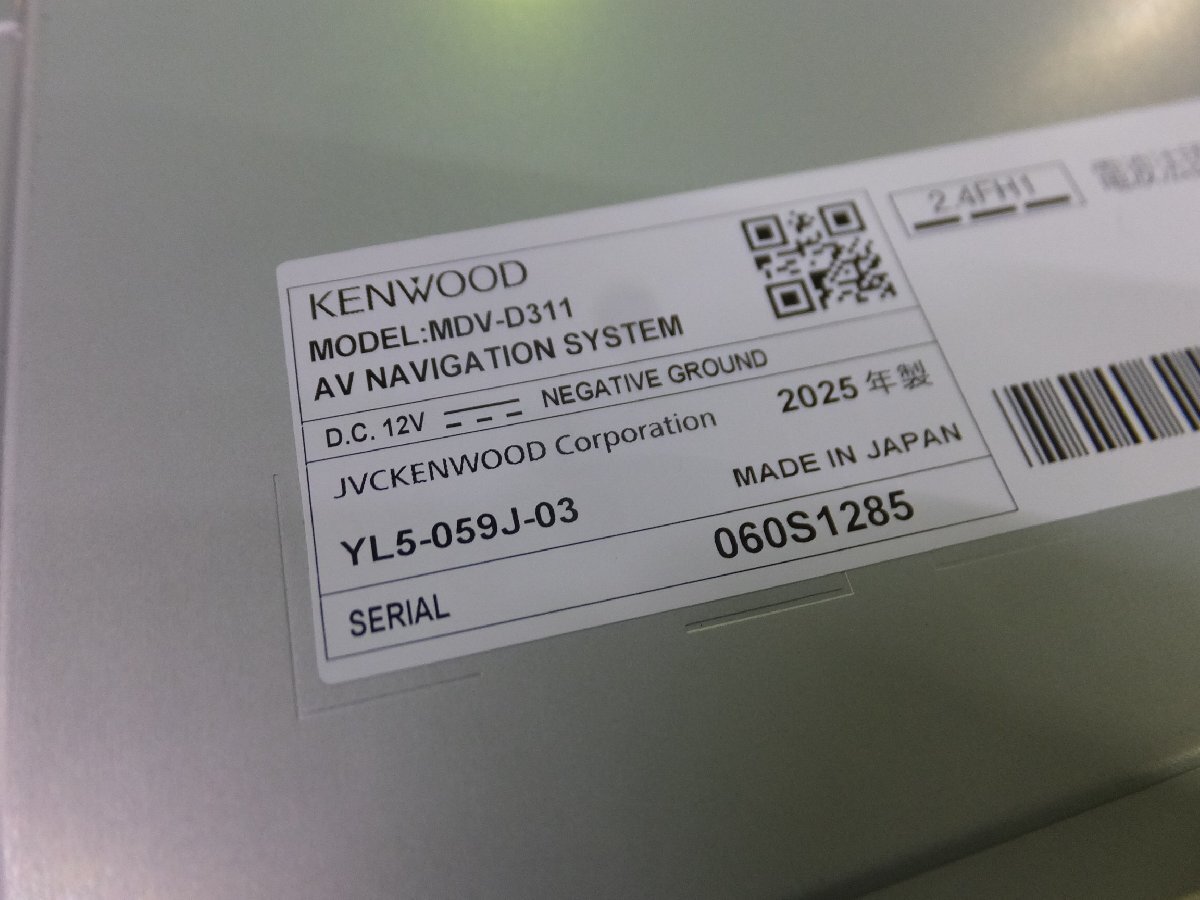 KENWOOD
MODEL:MDV-D311
AV NAVIGATION SYSTEM
D.C. 12V NEGATIVE GROUND
JVCKENWOOD Corporation 2025 年製
YL5-059J-03 MADE IN JAPAN
SERIAL 060S1285
2.4FH1
電波法